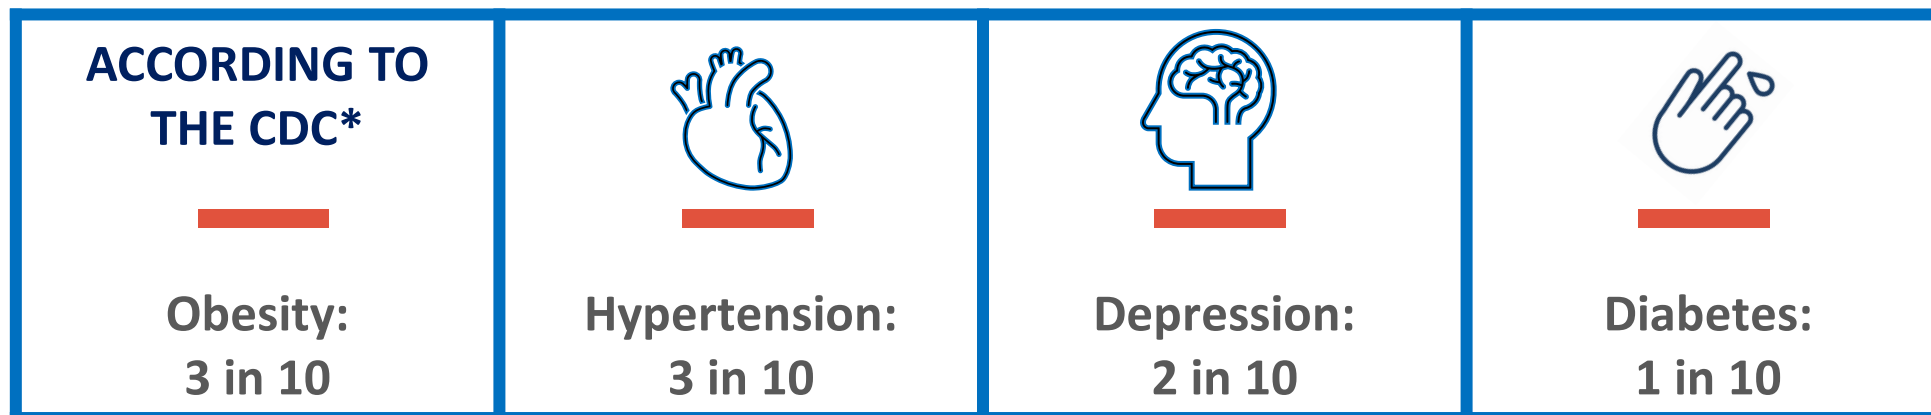 ACCORDING TO
THE CDC*
Obesity:
3 in 10
Hypertension:
3 in 10
Depression:
2 in 10
Diabetes:
1 in 10